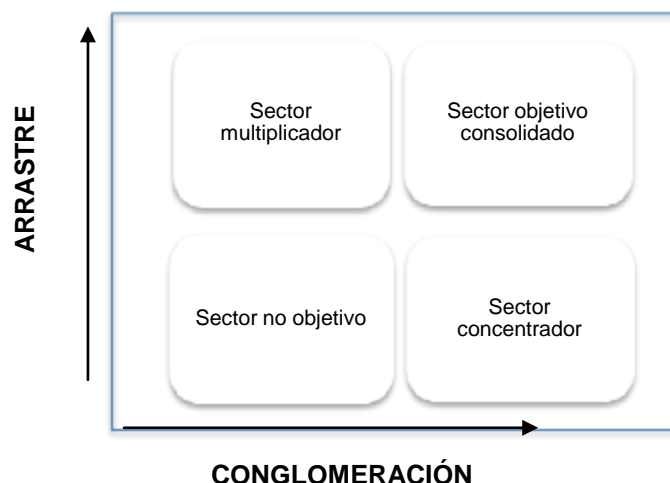 ARRASTRE
Sector
multiplicador
Sector objetivo
consolidado
Sector no objetivo
Sector
concentrador
CONGLOMERACIÓN